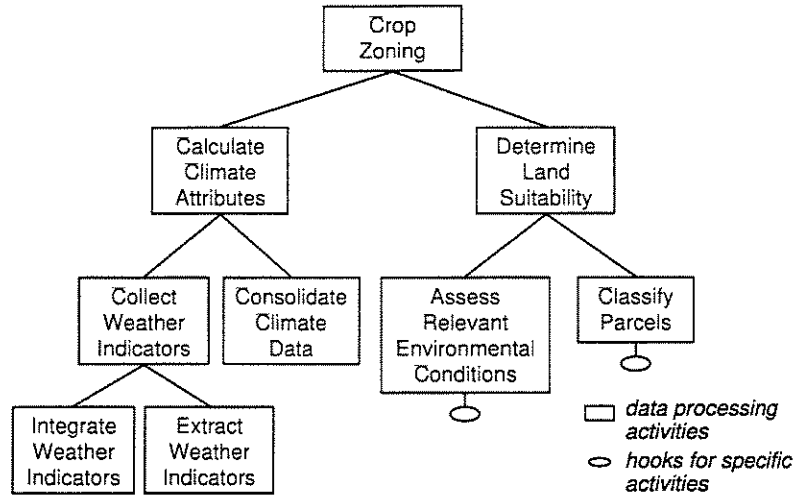 Crop
Zoning
Calculate
Climate
Attributes
Determine
Land
Suitability
Collect
Weather
Indicators
Consolidate
Climate
Data
Assess
Relevant
Environmental
Conditions
Classify
Parcels
Integrate
Weather
Indicators
Extract
Weather
Indicators
data processing
activities
hooks for specific
activities